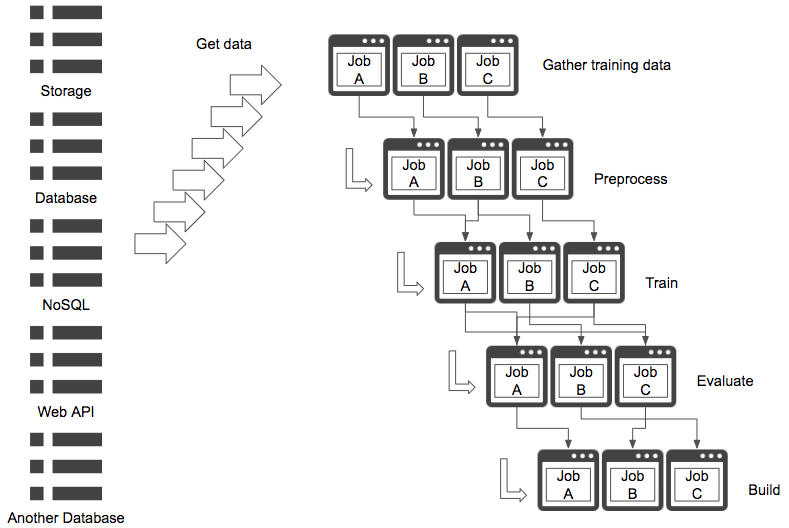 Storage
Database
NoSQL
Web API
Another Database
Get data
Job
A
Job
B
Job
C
Gather training data
Job
A
Job
B
Job
C
Preprocess
Job
A
Job
B
Job
C
Train
Job
A
Job
B
Job
C
Evaluate
Job
A
Job
B
Job
C
Build